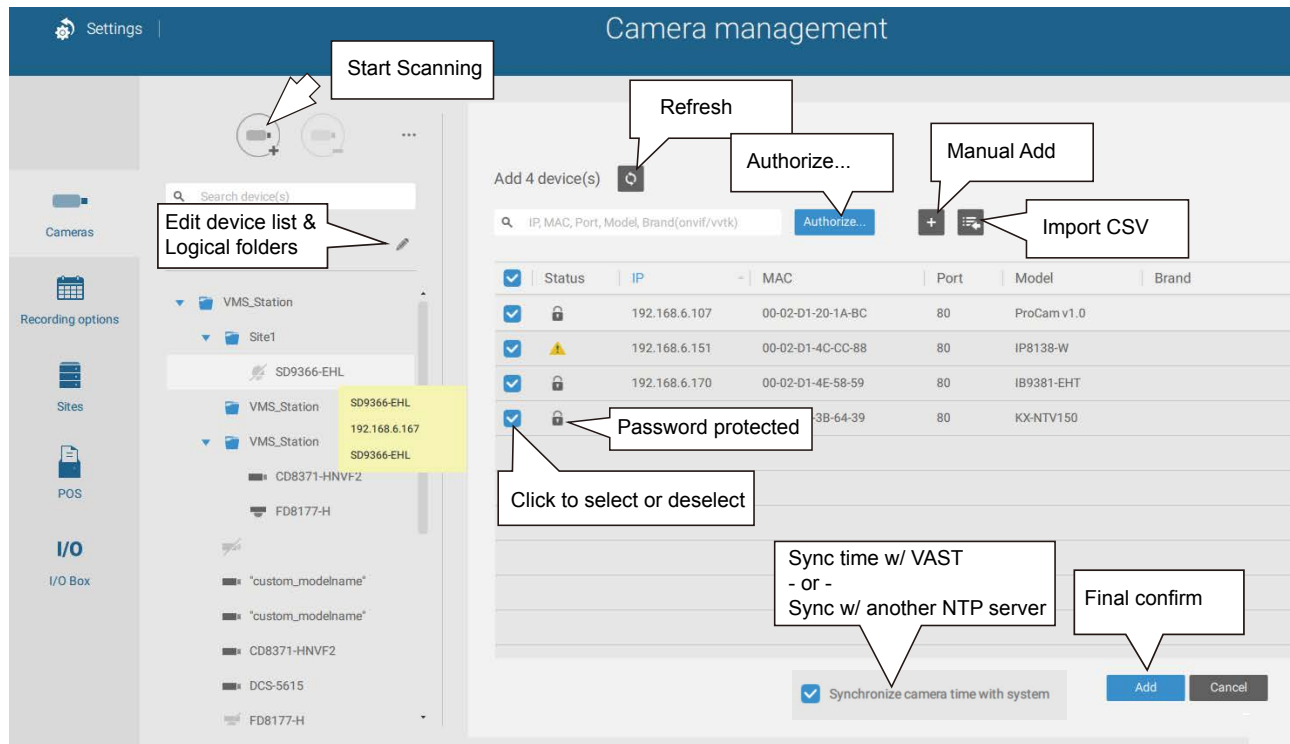 Settings
Camera management
Start Scanning
Refresh
Authorize...
Manual Add
Import CSV
Add 4 device(s)
Search device(s)
IP, MAC, Port, Model, Brand(onvif/vvtk)
Authorize...
Edit device list &
Logical folders
Cameras
Recording options
Sites
POS
I/O
I/O Box
VMS_Station
Site1
SD9366-EHL
VMS_Station
VMS_Station
CD8371-HNVF2
FD8177-H
"custom_modelname"
"custom_modelname"
CD8371-HNVF2
DCS-5615
FD8177-H
SD9366-EHL
192.168.6.167
SD9366-EHL
Status IP MAC Port Model Brand
192.168.6.107 00-02-D1-20-1A-BC 80 ProCam v1.0
192.168.6.151 00-02-D1-4C-CC-88 80 IP8138-W
192.168.6.170 00-02-D1-4E-58-59 80 IB9381-EHT
-3B-64-39 80 KX-NTV150
Password protected
Click to select or deselect
Sync time w/ VAST
- or -
Sync w/ another NTP server
Final confirm
Synchronize camera time with system
Add
Cancel